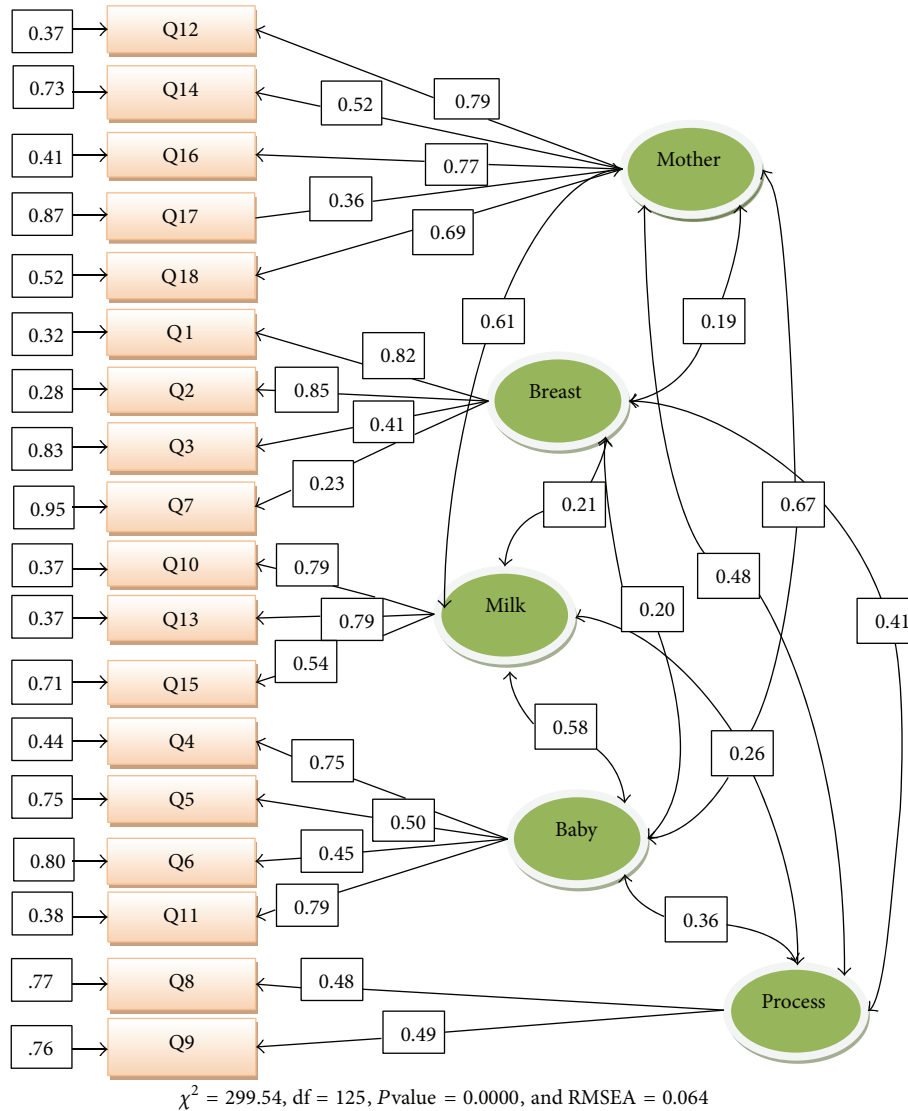 0.37 Q12
0.79
0.73 Q14
0.52
Mother
0.41 Q16
0.77
0.36
0.87 Q17
0.69
0.52 Q18
0.61
0.19
0.32 Q1
0.82
0.28 Q2
0.85
Breast
0.41
0.83 Q3
0.23
0.95 Q7
0.21
0.67
0.37 Q10
0.79
0.48
0.37 Q13
0.79
Milk
0.20
0.41
0.54
0.71 Q15
0.58
0.44 Q4
0.75
0.26
0.75 Q5
0.50
Baby
0.80 Q6
0.45
0.38 Q11
0.79
0.36
.77 Q8
0.48
Process
.76 Q9
0.49
χ² = 299.54, df = 125, Pvalue = 0.0000, and RMSEA = 0.064